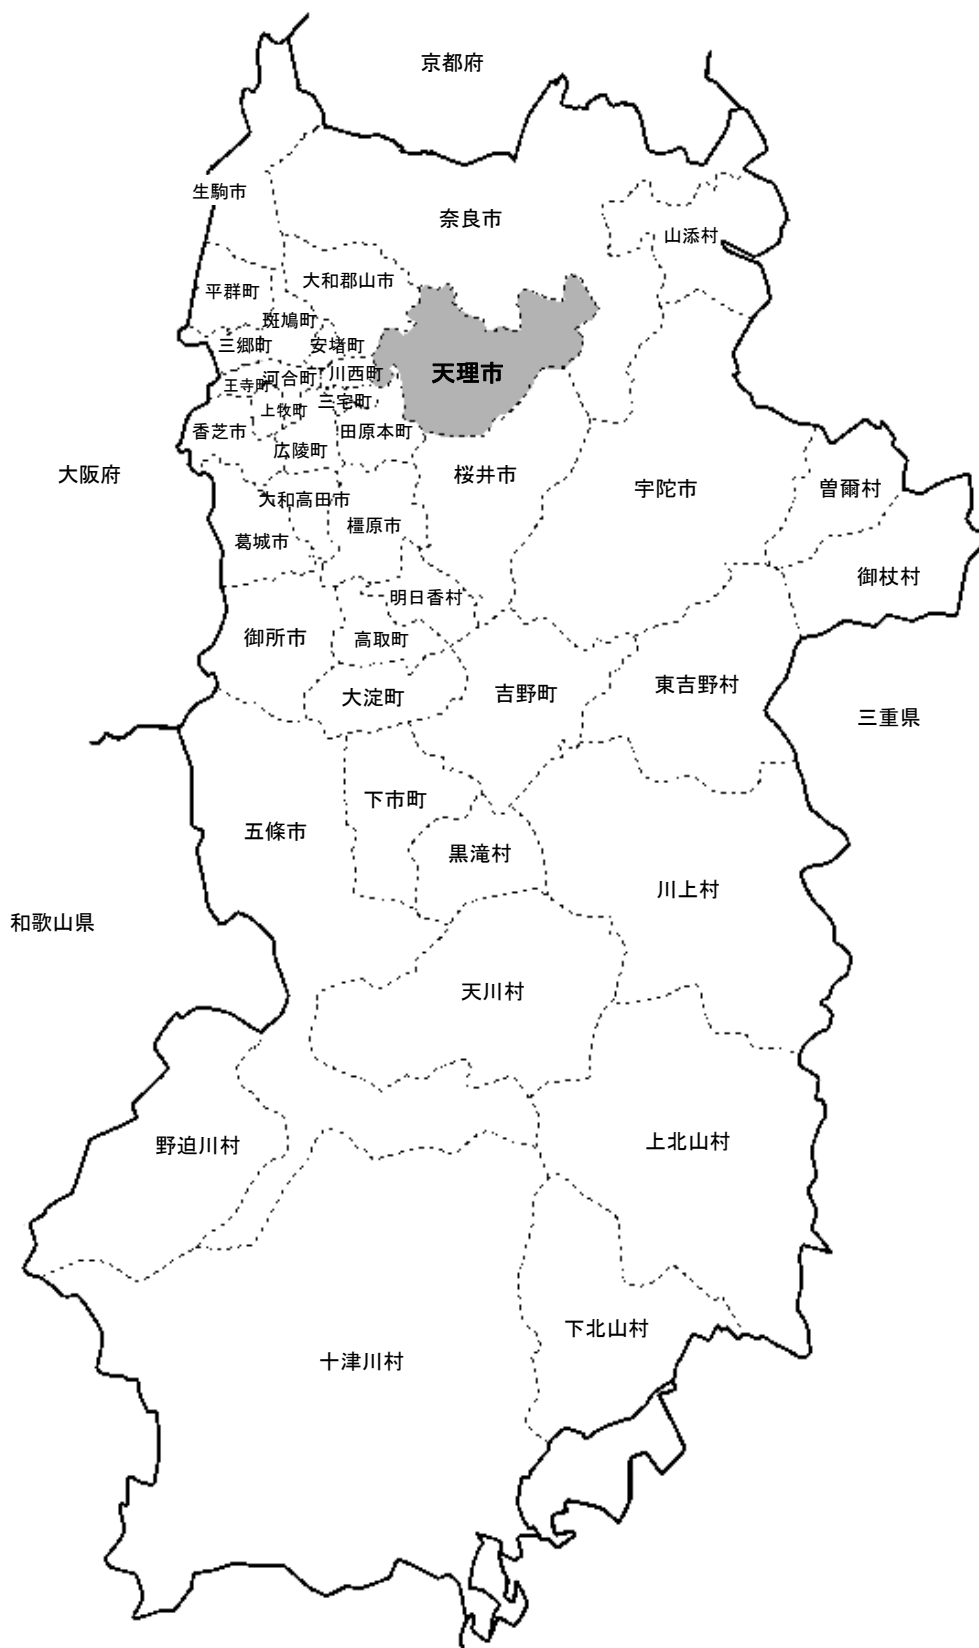 京都府
生駒市
奈良市
山添村
大和郡山市
平群町
斑鳩町
三郷町
安堵町
天理市
川西町
河合町
王寺町
三宅町
上牧町
香芝市
田原本町
広陵町
大阪府
桜井市
宇陀市
曽爾村
大和高田市
橿原市
葛城市
御杖村
明日香村
御所市
高取町
東吉野村
吉野町
大淀町
三重県
下市町
五條市
黒滝村
川上村
和歌山県
天川村
上北山村
野迫川村
下北山村
十津川村